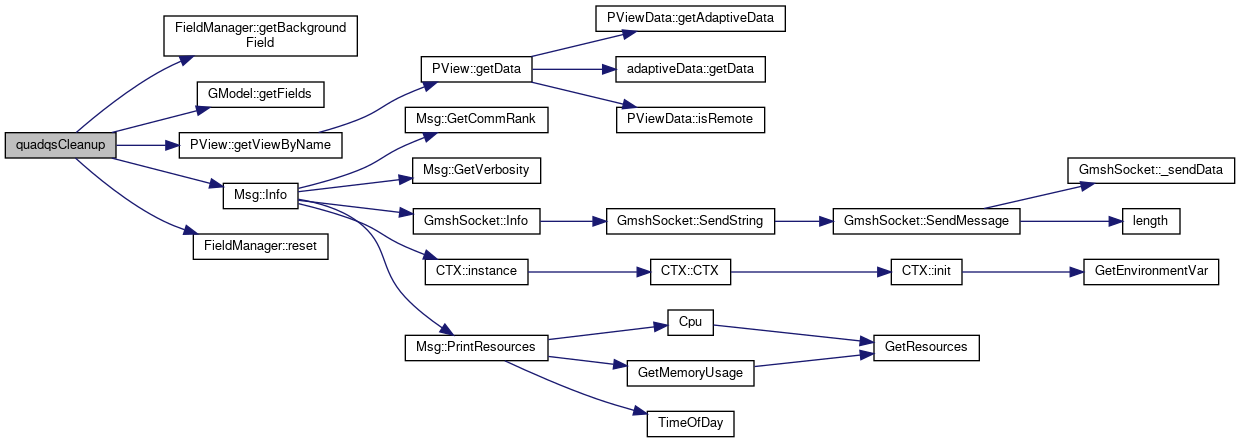 quadqsCleanup
FieldManager::getBackground
Field
GModel::getFields
PView::getViewByName
Msg::Info
FieldManager::reset
PView::getData
Msg::GetCommRank
Msg::GetVerbosity
GmshSocket::Info
CTX::instance
Msg::PrintResources
PViewData::getAdaptiveData
adaptiveData::getData
PViewData::isRemote
GmshSocket::SendString
CTX::CTX
Cpu
GetMemoryUsage
TimeOfDay
GmshSocket::SendMessage
CTX::init
GetResources
GmshSocket::_sendData
length
GetEnvironmentVar